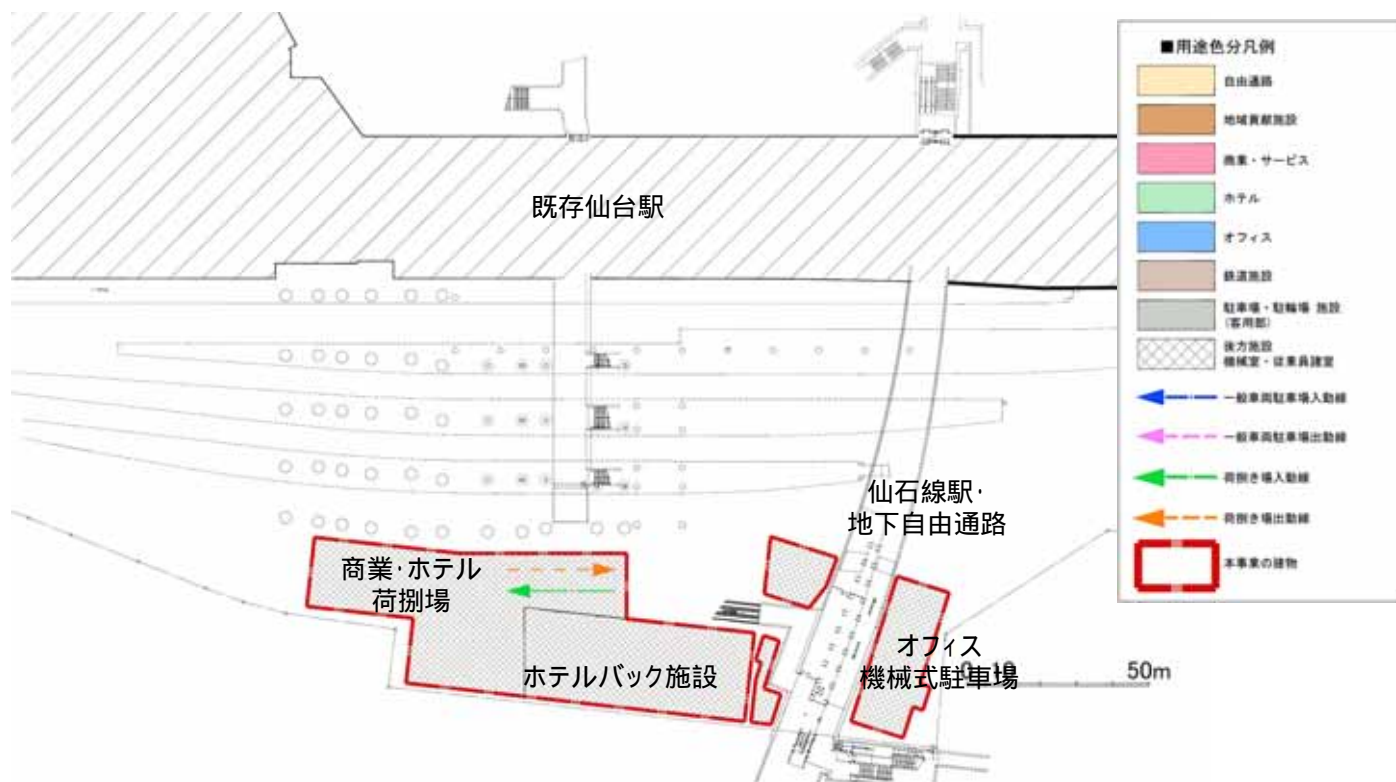 既存仙台駅
仙石線駅・
地下自由通路
商業・ホテル
荷捌場
ホテルバック施設
オフィス
機械式駐車場
0 10 50m
■用途色分凡例
自由通路
地域貢献施設
商業・サービス
ホテル
オフィス
鉄道施設
駐車場・駐輪場 施設
(客用部)
後方施設
機械室・従業員諸室
一般車両駐車場入動線
一般車両駐車場出動線
荷捌き場入動線
荷捌き場出動線
本事業の建物